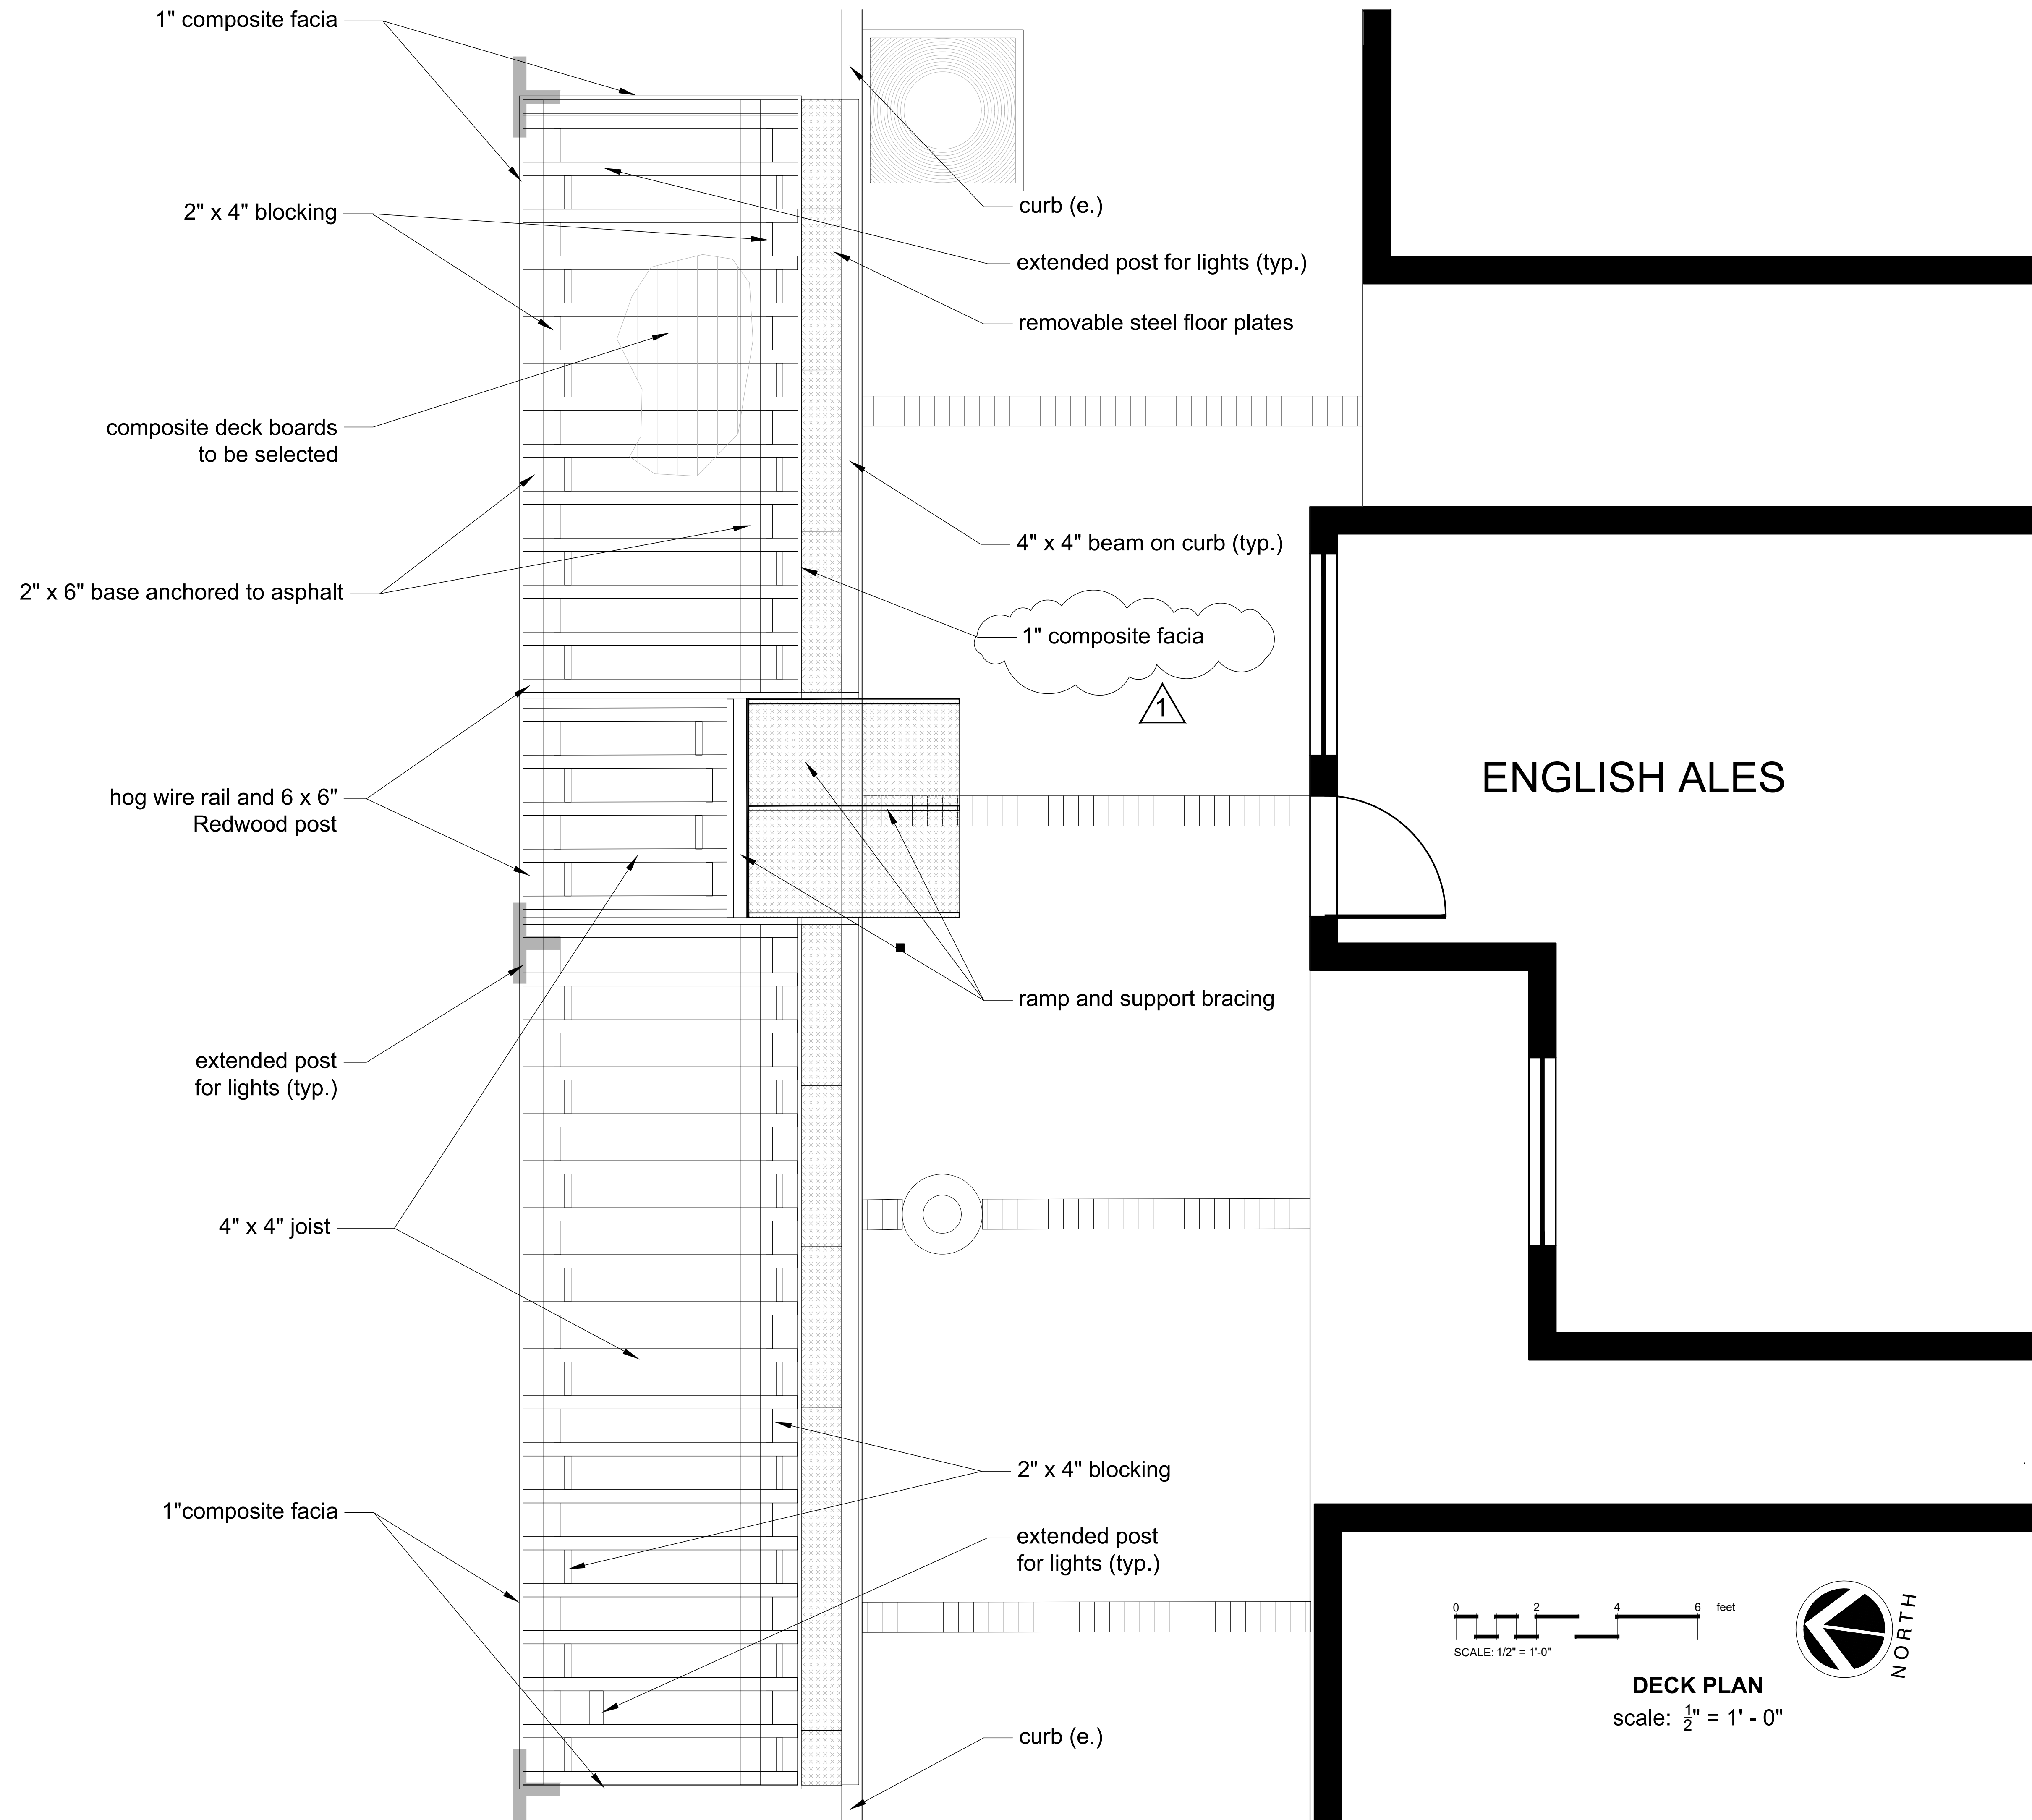 1" composite facia
2" x 4" blocking
composite deck boards
to be selected
2" x 6" base anchored to asphalt
hog wire rail and 6 x 6"
Redwood post
extended post
for lights (typ.)
4" x 4" joist
1"composite facia
curb (e.)
extended post for lights (typ.)
removable steel floor plates
4" x 4" beam on curb (typ.)
1" composite facia
1
ramp and support bracing
2" x 4" blocking
extended post
for lights (typ.)
curb (e.)
ENGLISH ALES
0 2 4 6 feet
SCALE: 1/2" = 1'-0"
NORTH
DECK PLAN
scale: 1/2" = 1' - 0"